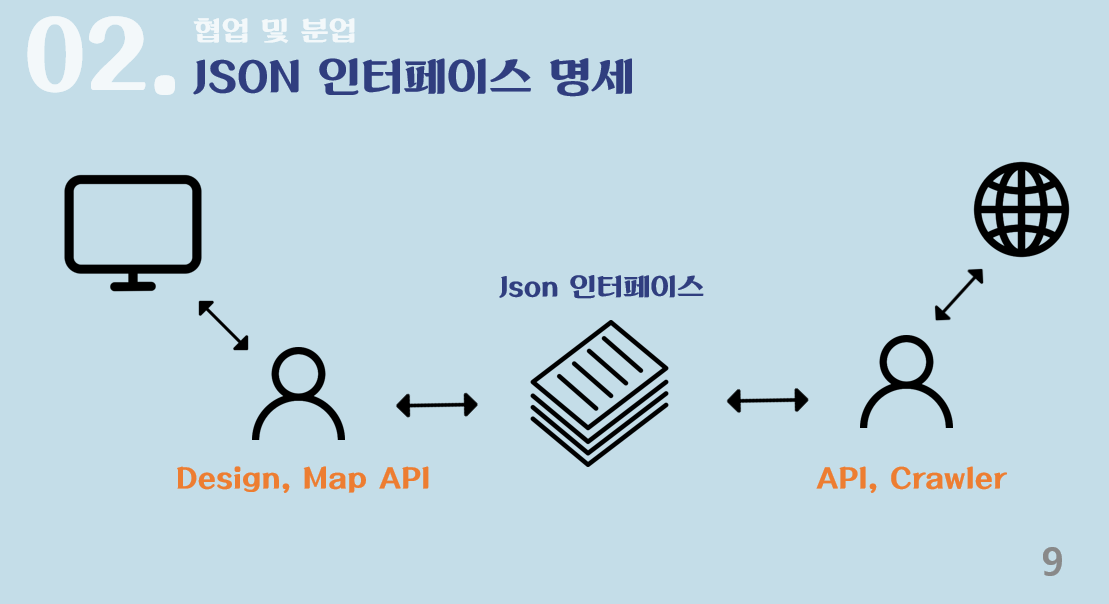 02.
협업 및 분업
JSON 인터페이스 명세
Json 인터페이스
Design, Map API
API, Crawler
9